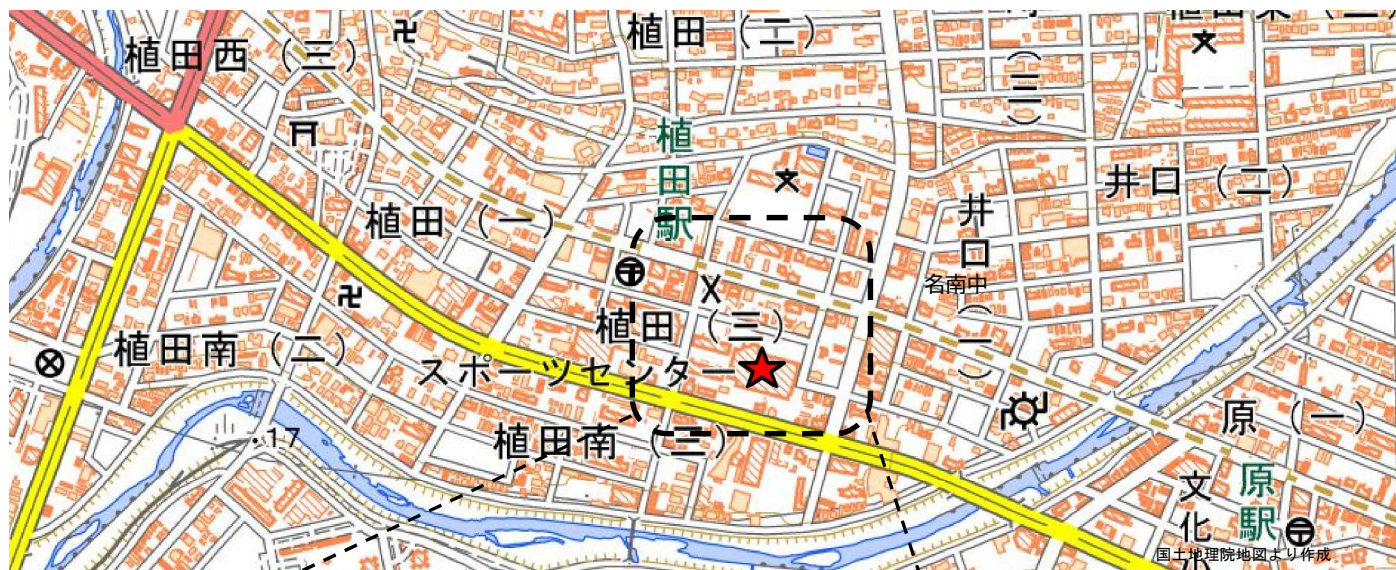 植田西（三）
植田（二）
植田駅
井口（二）
植田（一）
井口（一）
名南中
植田（三）
植田南（二）
スポーツセンター
原（一）
植田南（三）
・17
原駅
国土地理院地図より作成